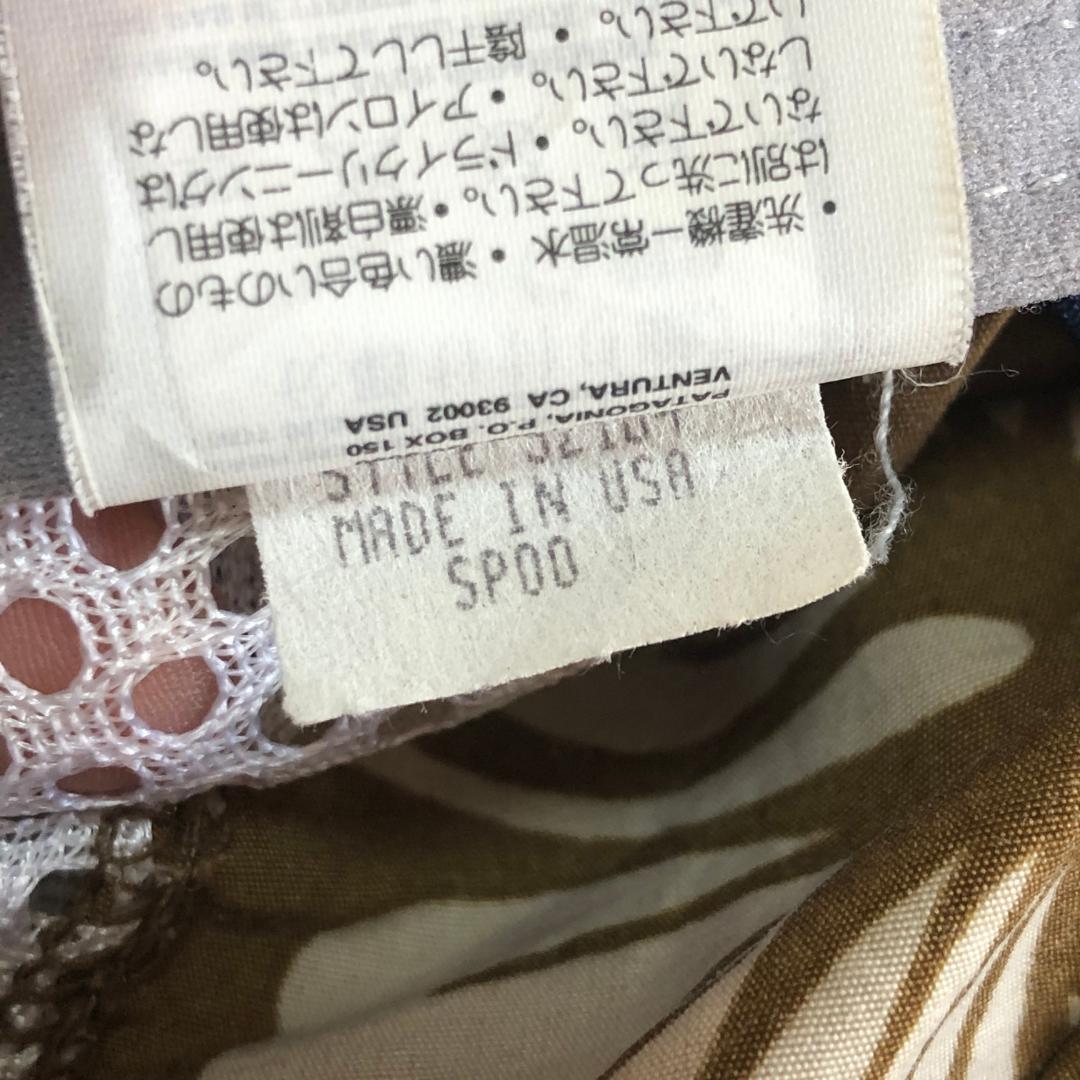 PATAGONIA, P.O. BOX 150
VENTURA, CA 93002 USA
• 洗濯機一常温水 • 濃い色合いのもの
は別に洗って下さい。• 漂白剤は使用し
ないで下さい。• ドライクリーニングは
しないで下さい。• アイロンは使用しな
いで下さい。 • 陰干しして下さい。
STYLE
MADE IN USA
SP00